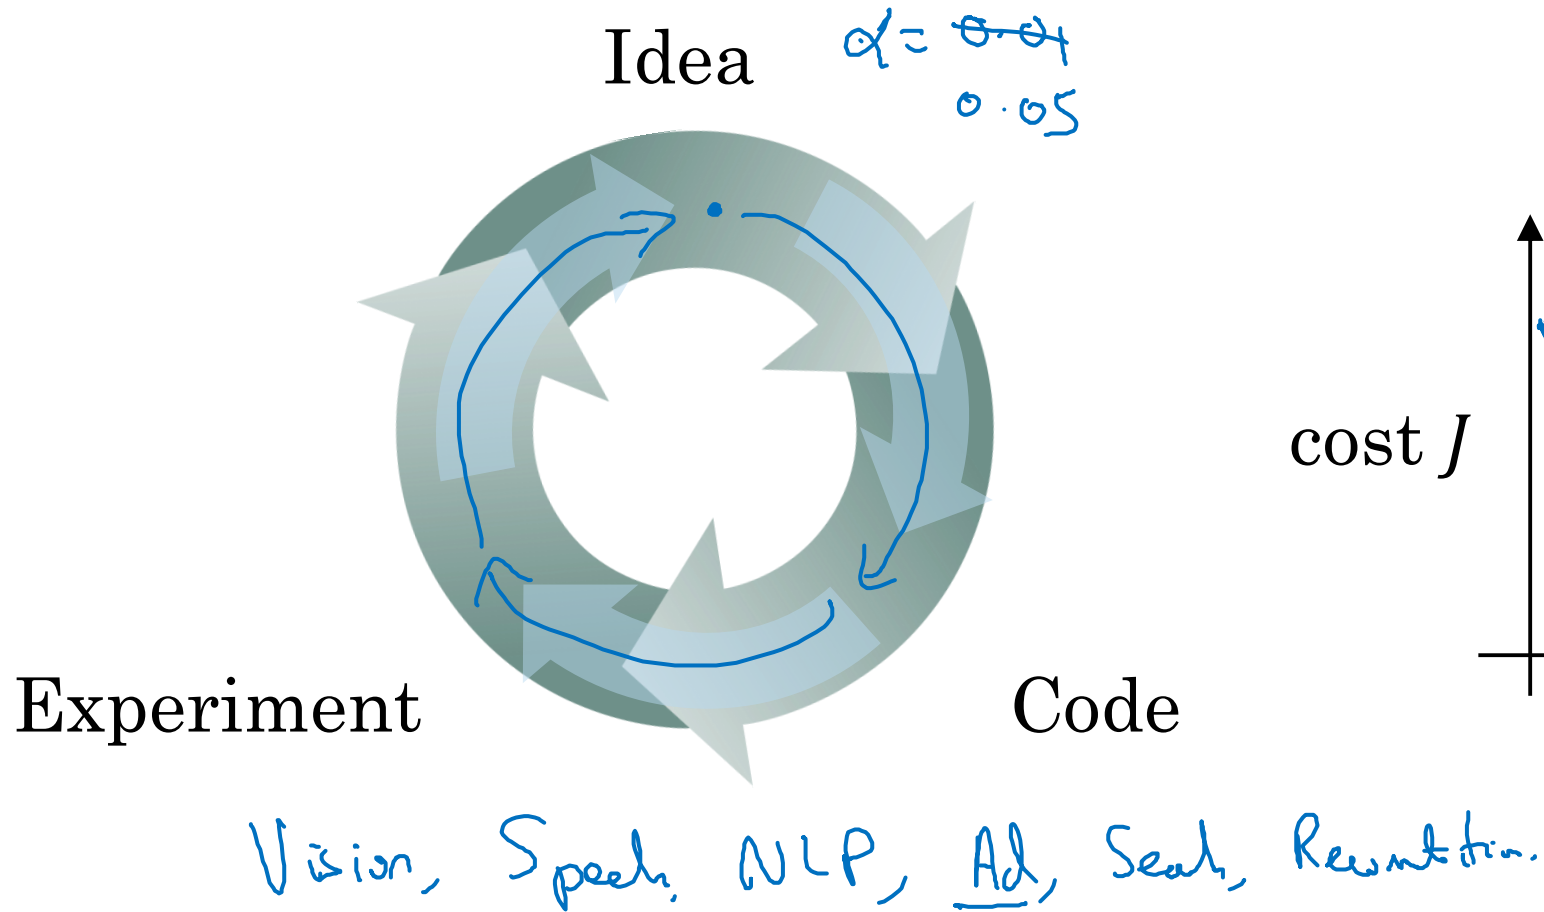 Idea
α = 0.01
0.05
cost J
Experiment
Code
Vision, Speech, NLP, Ad, Search,